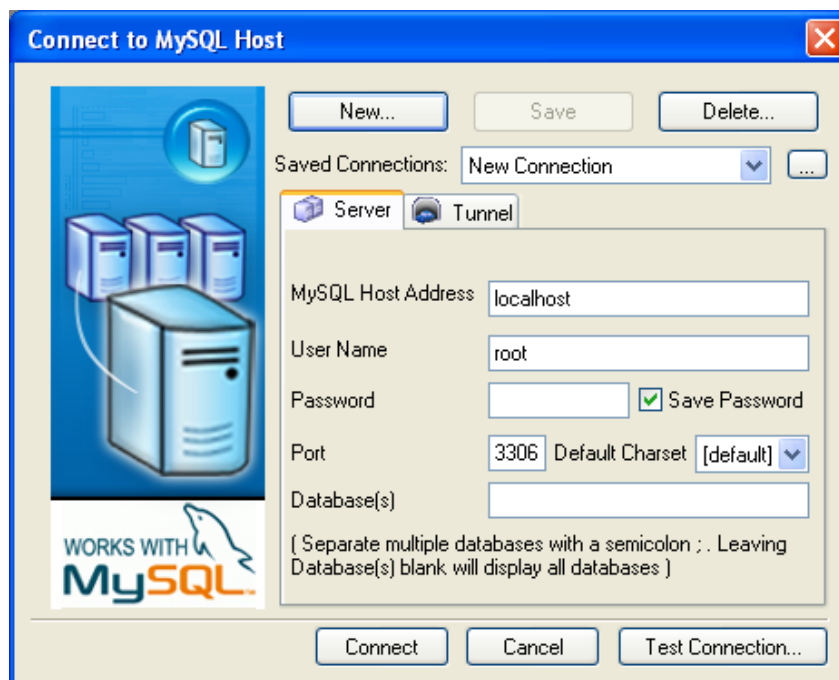 Connect to MySQL Host
New... Save Delete...
Saved Connections: New Connection ...
Server Tunnel
MySQL Host Address localhost
User Name root
Password Save Password
Port 3306 Default Charset [default]
Database(s)
( Separate multiple databases with a semicolon ; . Leaving
Database(s) blank will display all databases )
WORKS WITH
MySQL™
Connect Cancel Test Connection...